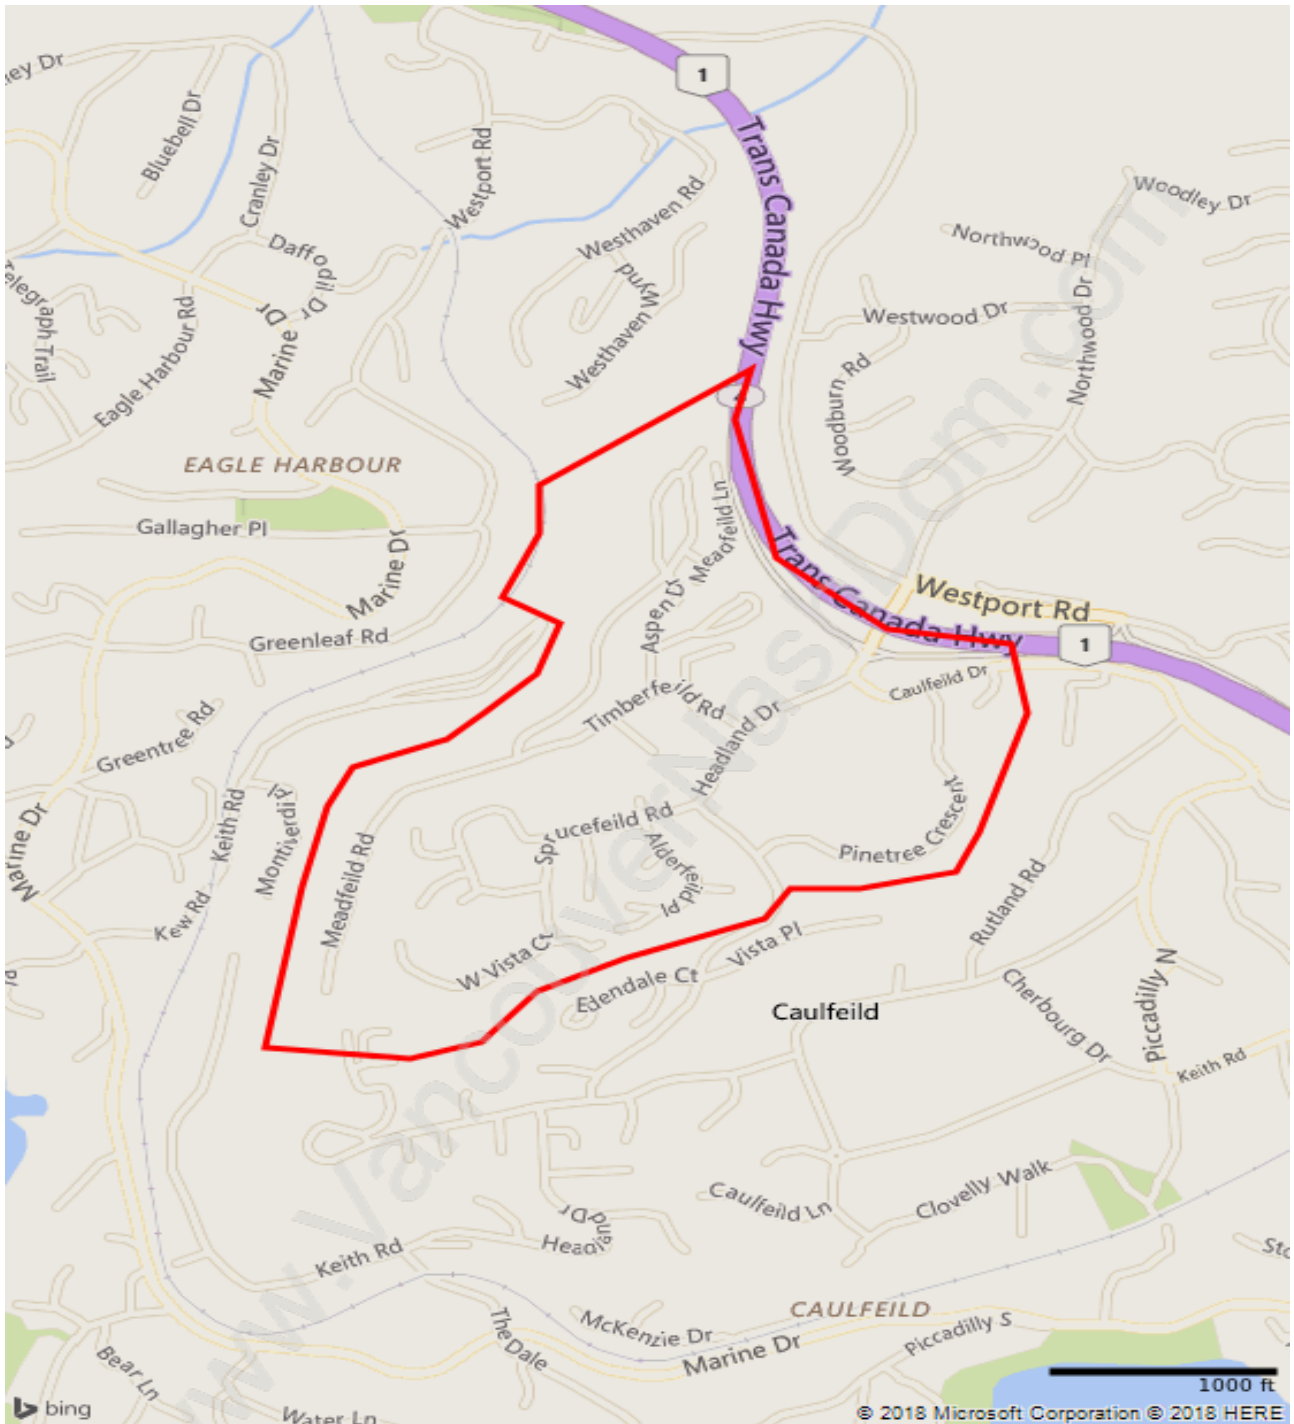 ley Dr
Bluebell Dr
Cranley Dr
Westport Rd
1
Trans Canada Hwy
Woodley Dr
Northwood Pl
Westhaven Rd
Westhaven Wynd
Daffodil Dr
Telegraph Trail
Eagle Harbour Rd
Marine Dr
Westwood Dr
Northwood Dr
Woodburn Rd
EAGLE HARBOUR
Gallagher Pl
Marine Dr
Meadfeild Ln
Trans Canada Hwy
Westport Rd
1
Aspen Dr
Greenleaf Rd
Caulfeild Dr
Timberfeild Rd
Headland Dr
Greentree Rd
Keith Rd
Montiverdi Pl
Marine Dr
Sprucefeild Rd
Alderfeild Pl
Pinetree Crescent
Meadfeild Rd
Kew Rd
Rutland Rd
W Vista Ct
Vista Pl
Edendale Ct
Caulfeild
Cherbourg Dr
Piccadilly N
Keith Rd
Caulfeild Ln
Clovelly Walk
Headland Dr
Keith Rd
CAULFEILD
McKenzie Dr
The Dale
Marine Dr
Piccadilly S
Bear Ln
Water Ln
1000 ft
bing
© 2018 Microsoft Corporation © 2018 HERE
www.VancouverNasDom.com